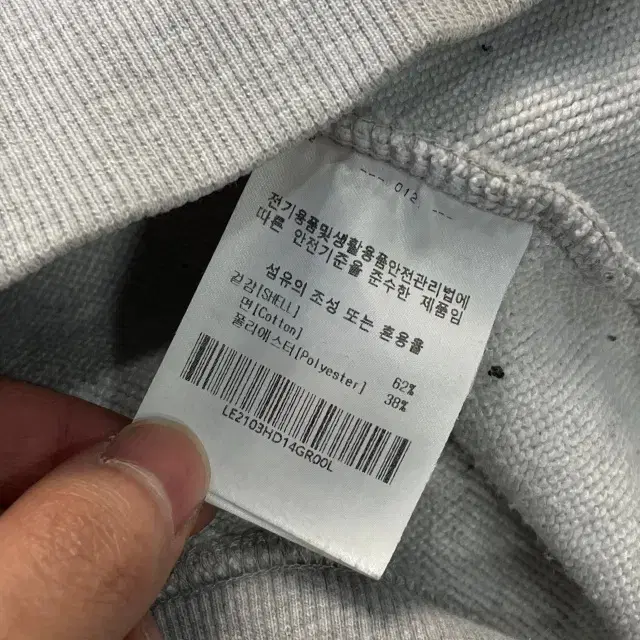 --- 이음 ---
전기용품및생활용품안전관리법에
따른 안전기준을 준수한 제품임
섬유의 조성 또는 혼용율
겉감(SHELL)
면(Cotton) 62%
폴리에스터(Polyester) 38%
LE2103HD14GR00L